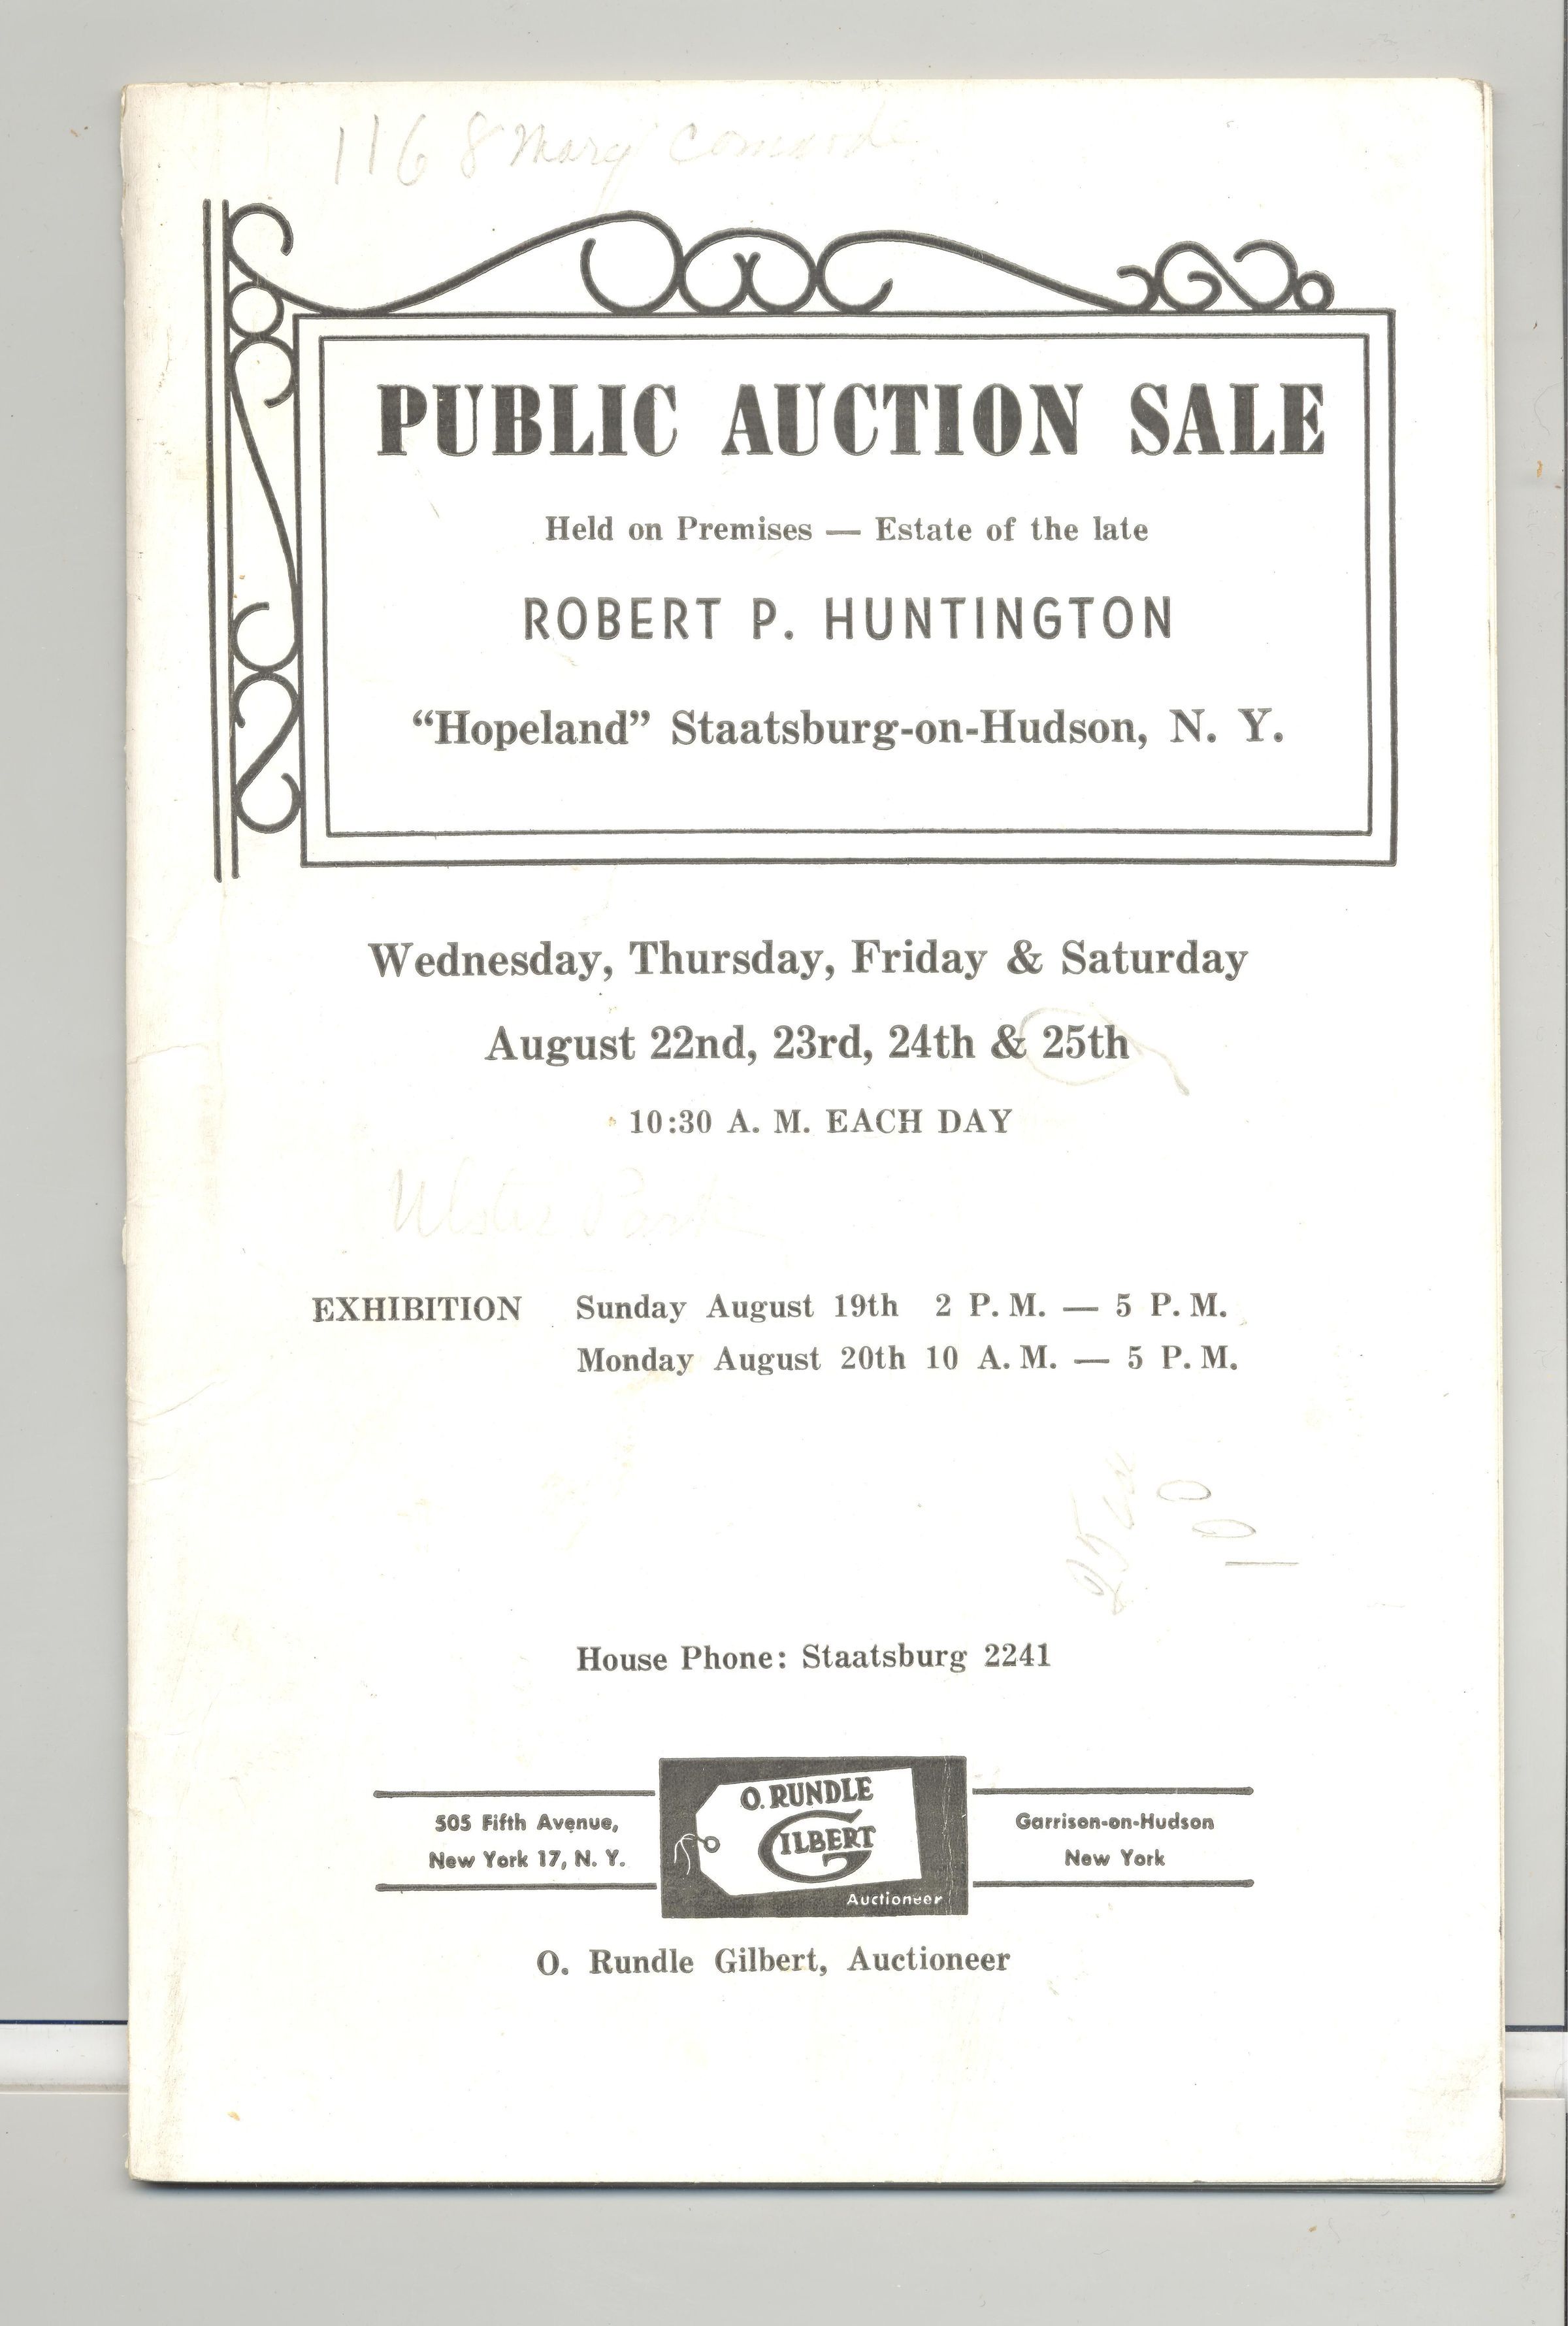 116 8 Mary
PUBLIC AUCTION SALE
Held on Premises — Estate of the late
ROBERT P. HUNTINGTON
“Hopeland” Staatsburg-on-Hudson, N. Y.
Wednesday, Thursday, Friday & Saturday
August 22nd, 23rd, 24th & 25th
10:30 A. M. EACH DAY
Park
EXHIBITION Sunday August 19th 2 P. M. — 5 P. M.
Monday August 20th 10 A. M. — 5 P. M.
House Phone: Staatsburg 2241
505 Fifth Avenue,
New York 17, N. Y.
O. RUNDLE
GILBERT
Auctioneer
Garrison-on-Hudson
New York
O. Rundle Gilbert, Auctioneer